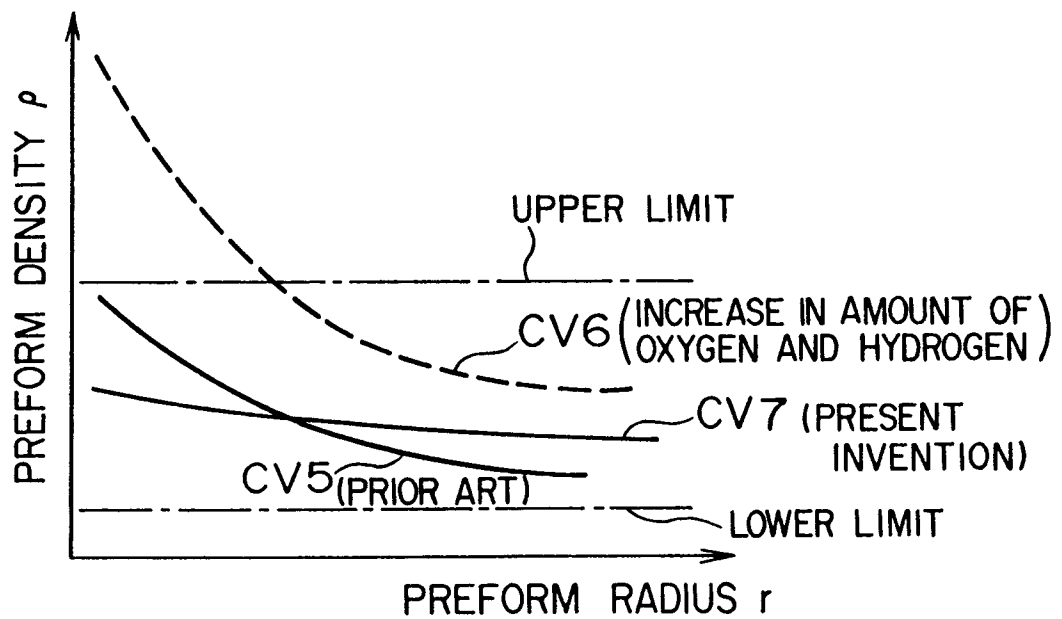 PREFORM DENSITY ρ
UPPER LIMIT
CV6 (INCREASE IN AMOUNT OF
OXYGEN AND HYDROGEN)
CV7 (PRESENT
INVENTION)
CV5 (PRIOR ART)
LOWER LIMIT
PREFORM RADIUS r